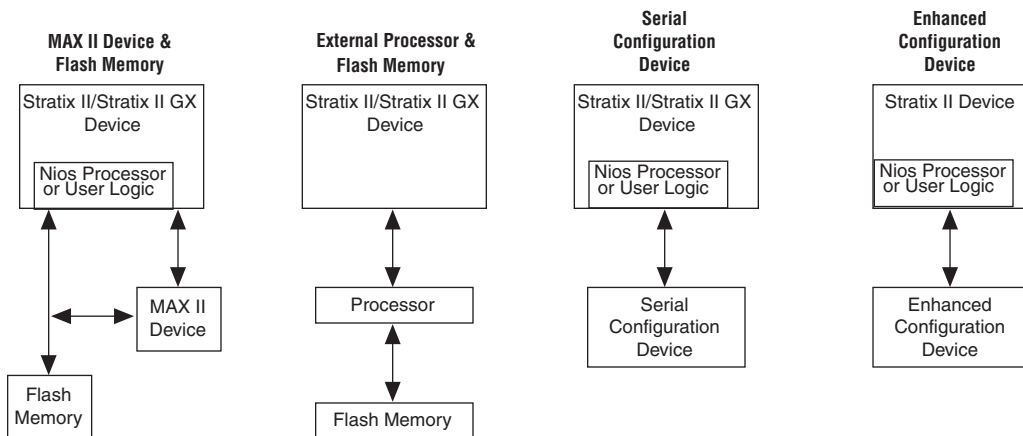 MAX II Device &
Flash Memory
Stratix II/Stratix II GX
Device
Nios Processor
or User Logic
MAX II
Device
Flash
Memory
External Processor &
Flash Memory
Stratix II/Stratix II GX
Device
Processor
Flash Memory
Serial
Configuration
Device
Stratix II/Stratix II GX
Device
Nios Processor
or User Logic
Serial
Configuration
Device
Enhanced
Configuration
Device
Stratix II Device
Nios Processor
or User Logic
Enhanced
Configuration
Device